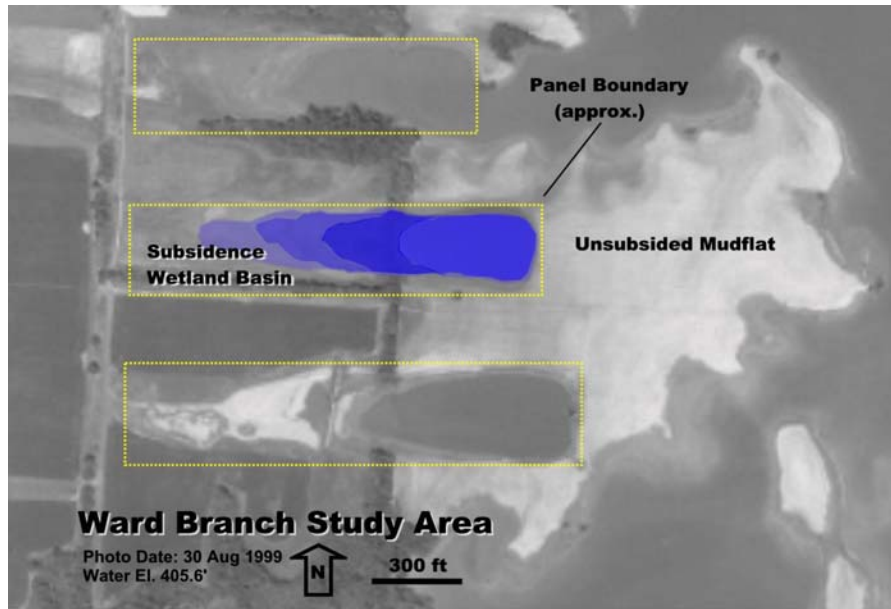 Panel Boundary
(approx.)
Unsubsided Mudflat
Subsidence
Wetland Basin
Ward Branch Study Area
Photo Date: 30 Aug 1999
Water El. 405.6'
N
300 ft